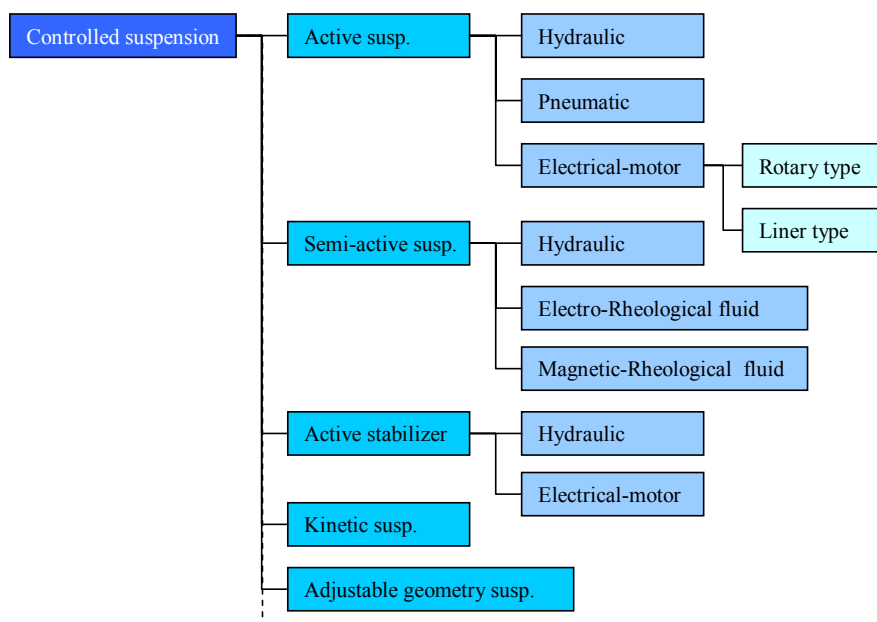 Controlled suspension
Active susp.
Hydraulic
Pneumatic
Electrical-motor
Rotary type
Liner type
Semi-active susp.
Hydraulic
Electro-Rheological fluid
Magnetic-Rheological fluid
Active stabilizer
Hydraulic
Electrical-motor
Kinetic susp.
Adjustable geometry susp.